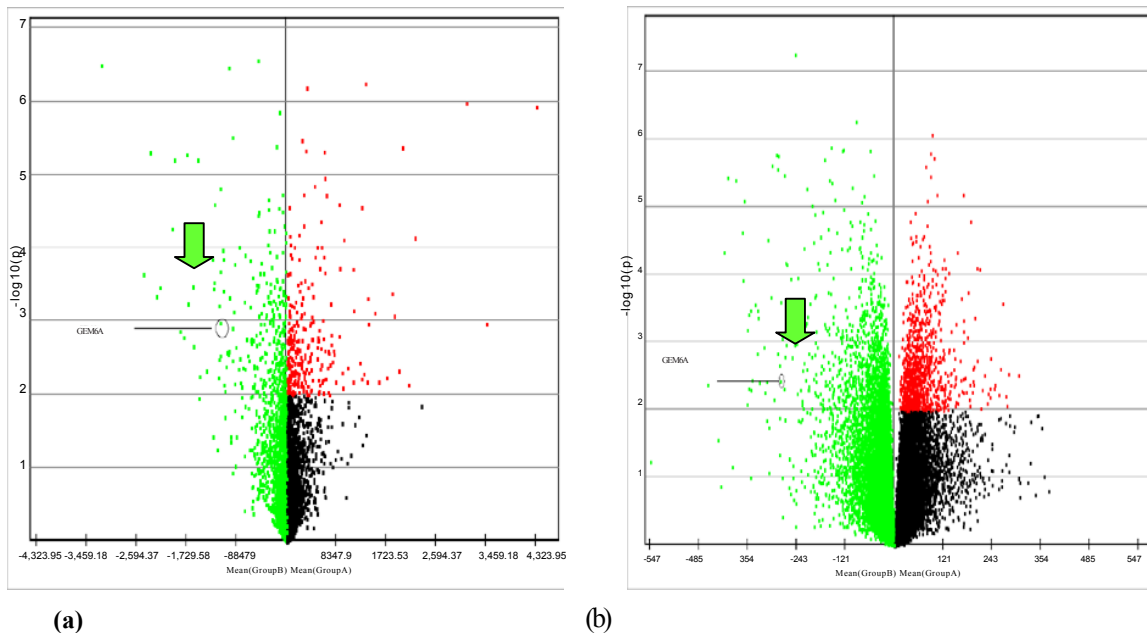 7
6
5
4
3
2
1
-log10(p)
GEM6A
-4,323.95 -3,459.18 -2,594.37 -1,729.58 -88479 8347.9 1723.53 2,594.37 3,459.18 4,323.95
Mean(GroupB) Mean(GroupA)
(a)
7
6
5
4
3
2
1
-log10(p)
GEM6A
-547 -485 354 -243 -121 121 243 354 485 547
Mean(GroupB) Mean(GroupA)
(b)